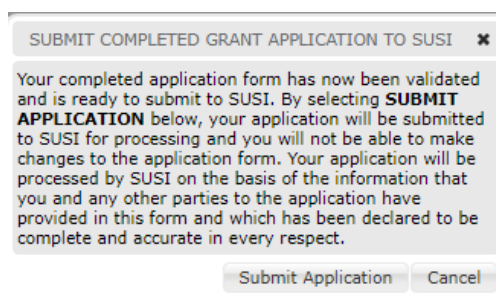 SUBMIT COMPLETED GRANT APPLICATION TO SUSI ✖
Your completed application form has now been validated
and is ready to submit to SUSI. By selecting SUBMIT
APPLICATION below, your application will be submitted
to SUSI for processing and you will not be able to make
changes to the application form. Your application will be
processed by SUSI on the basis of the information that
you and any other parties to the application have
provided in this form and which has been declared to be
complete and accurate in every respect.
Submit Application Cancel